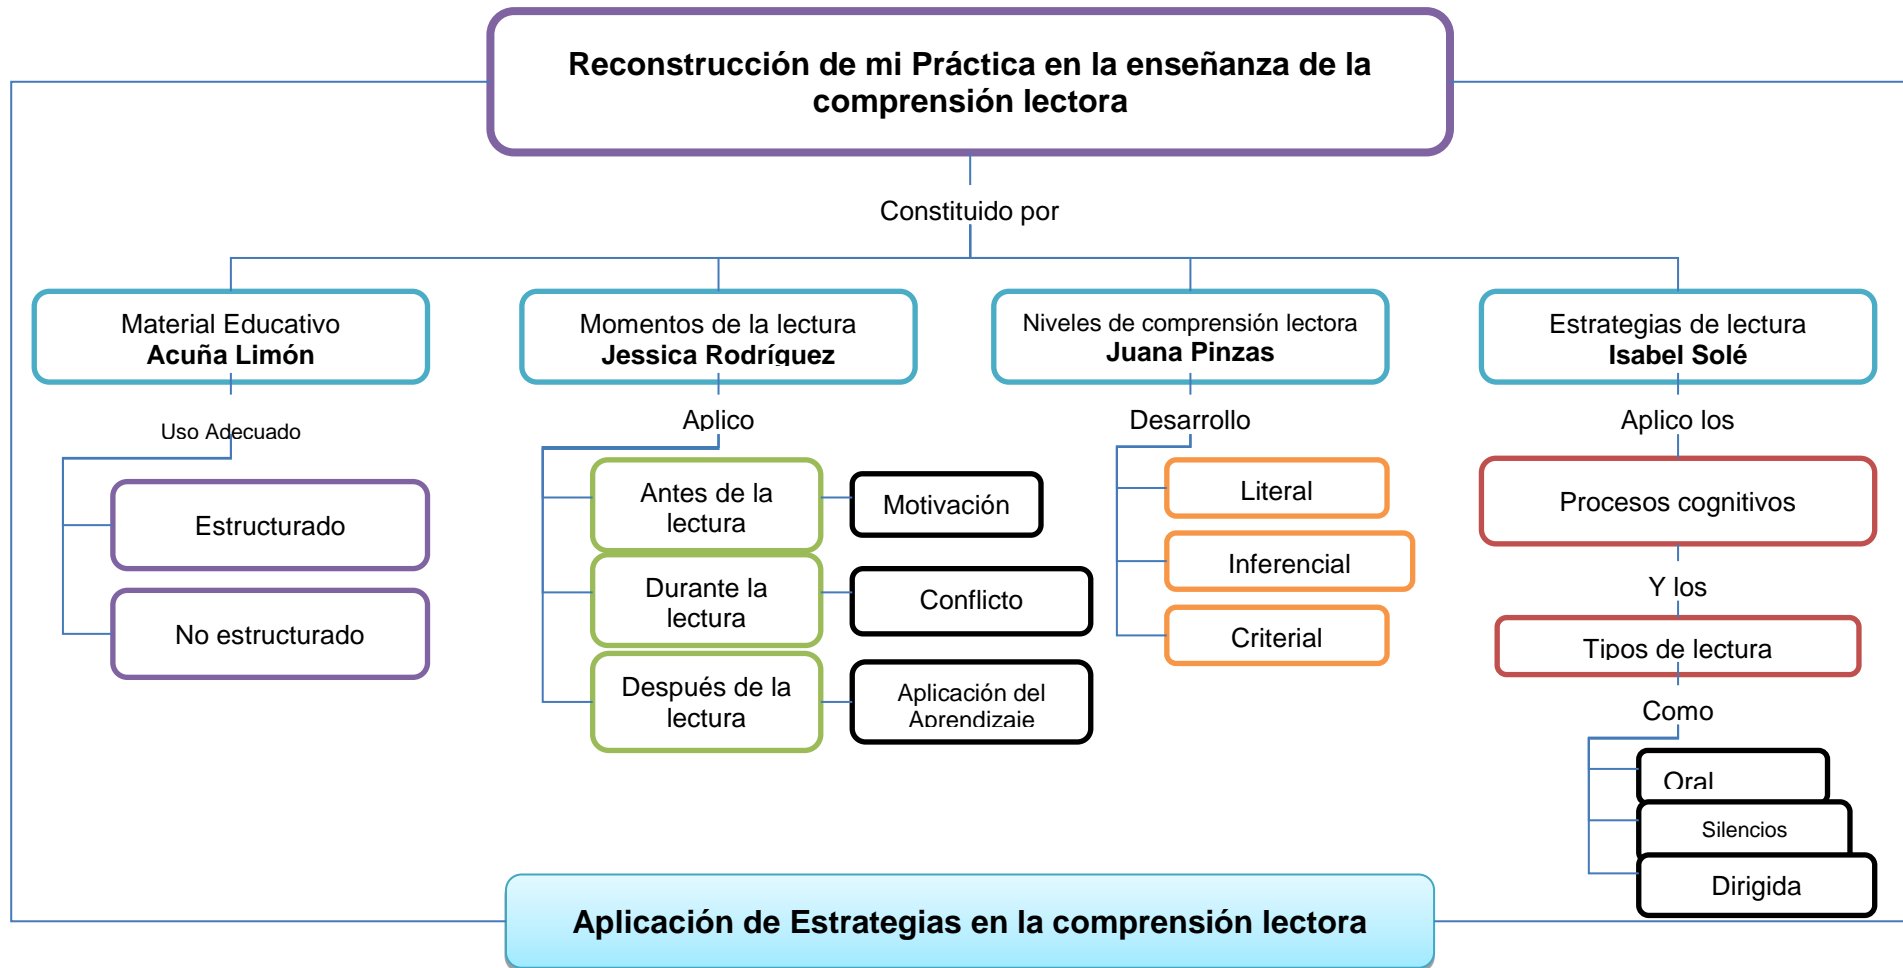 Reconstrucción de mi Práctica en la enseñanza de la
comprensión lectora
Constituido por
Material Educativo
Acuña Limón
Momentos de la lectura
Jessica Rodríguez
Niveles de comprensión lectora
Juana Pinzas
Estrategias de lectura
Isabel Solé
Uso Adecuado
Estructurado
No estructurado
Aplico
Antes de la
lectura
Motivación
Durante la
lectura
Conflicto
Después de la
lectura
Aplicación del
Aprendizaje
Desarrollo
Literal
Inferencial
Criterial
Aplico los
Procesos cognitivos
Y los
Tipos de lectura
Como
Oral
Silencios
Dirigida
Aplicación de Estrategias en la comprensión lectora